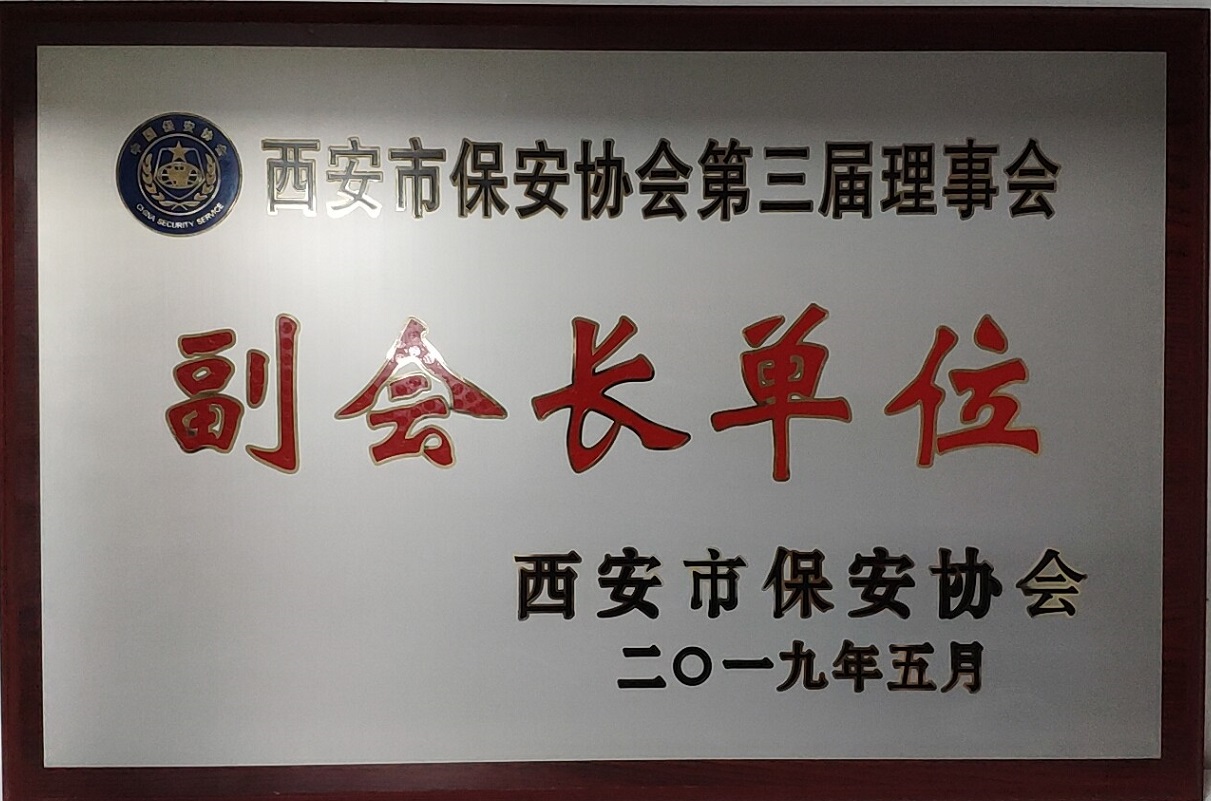 中国保安协会
CHINA SECURITY SERVICE
西安市保安协会第三届理事会
副会长单位
西安市保安协会
二〇一九年五月